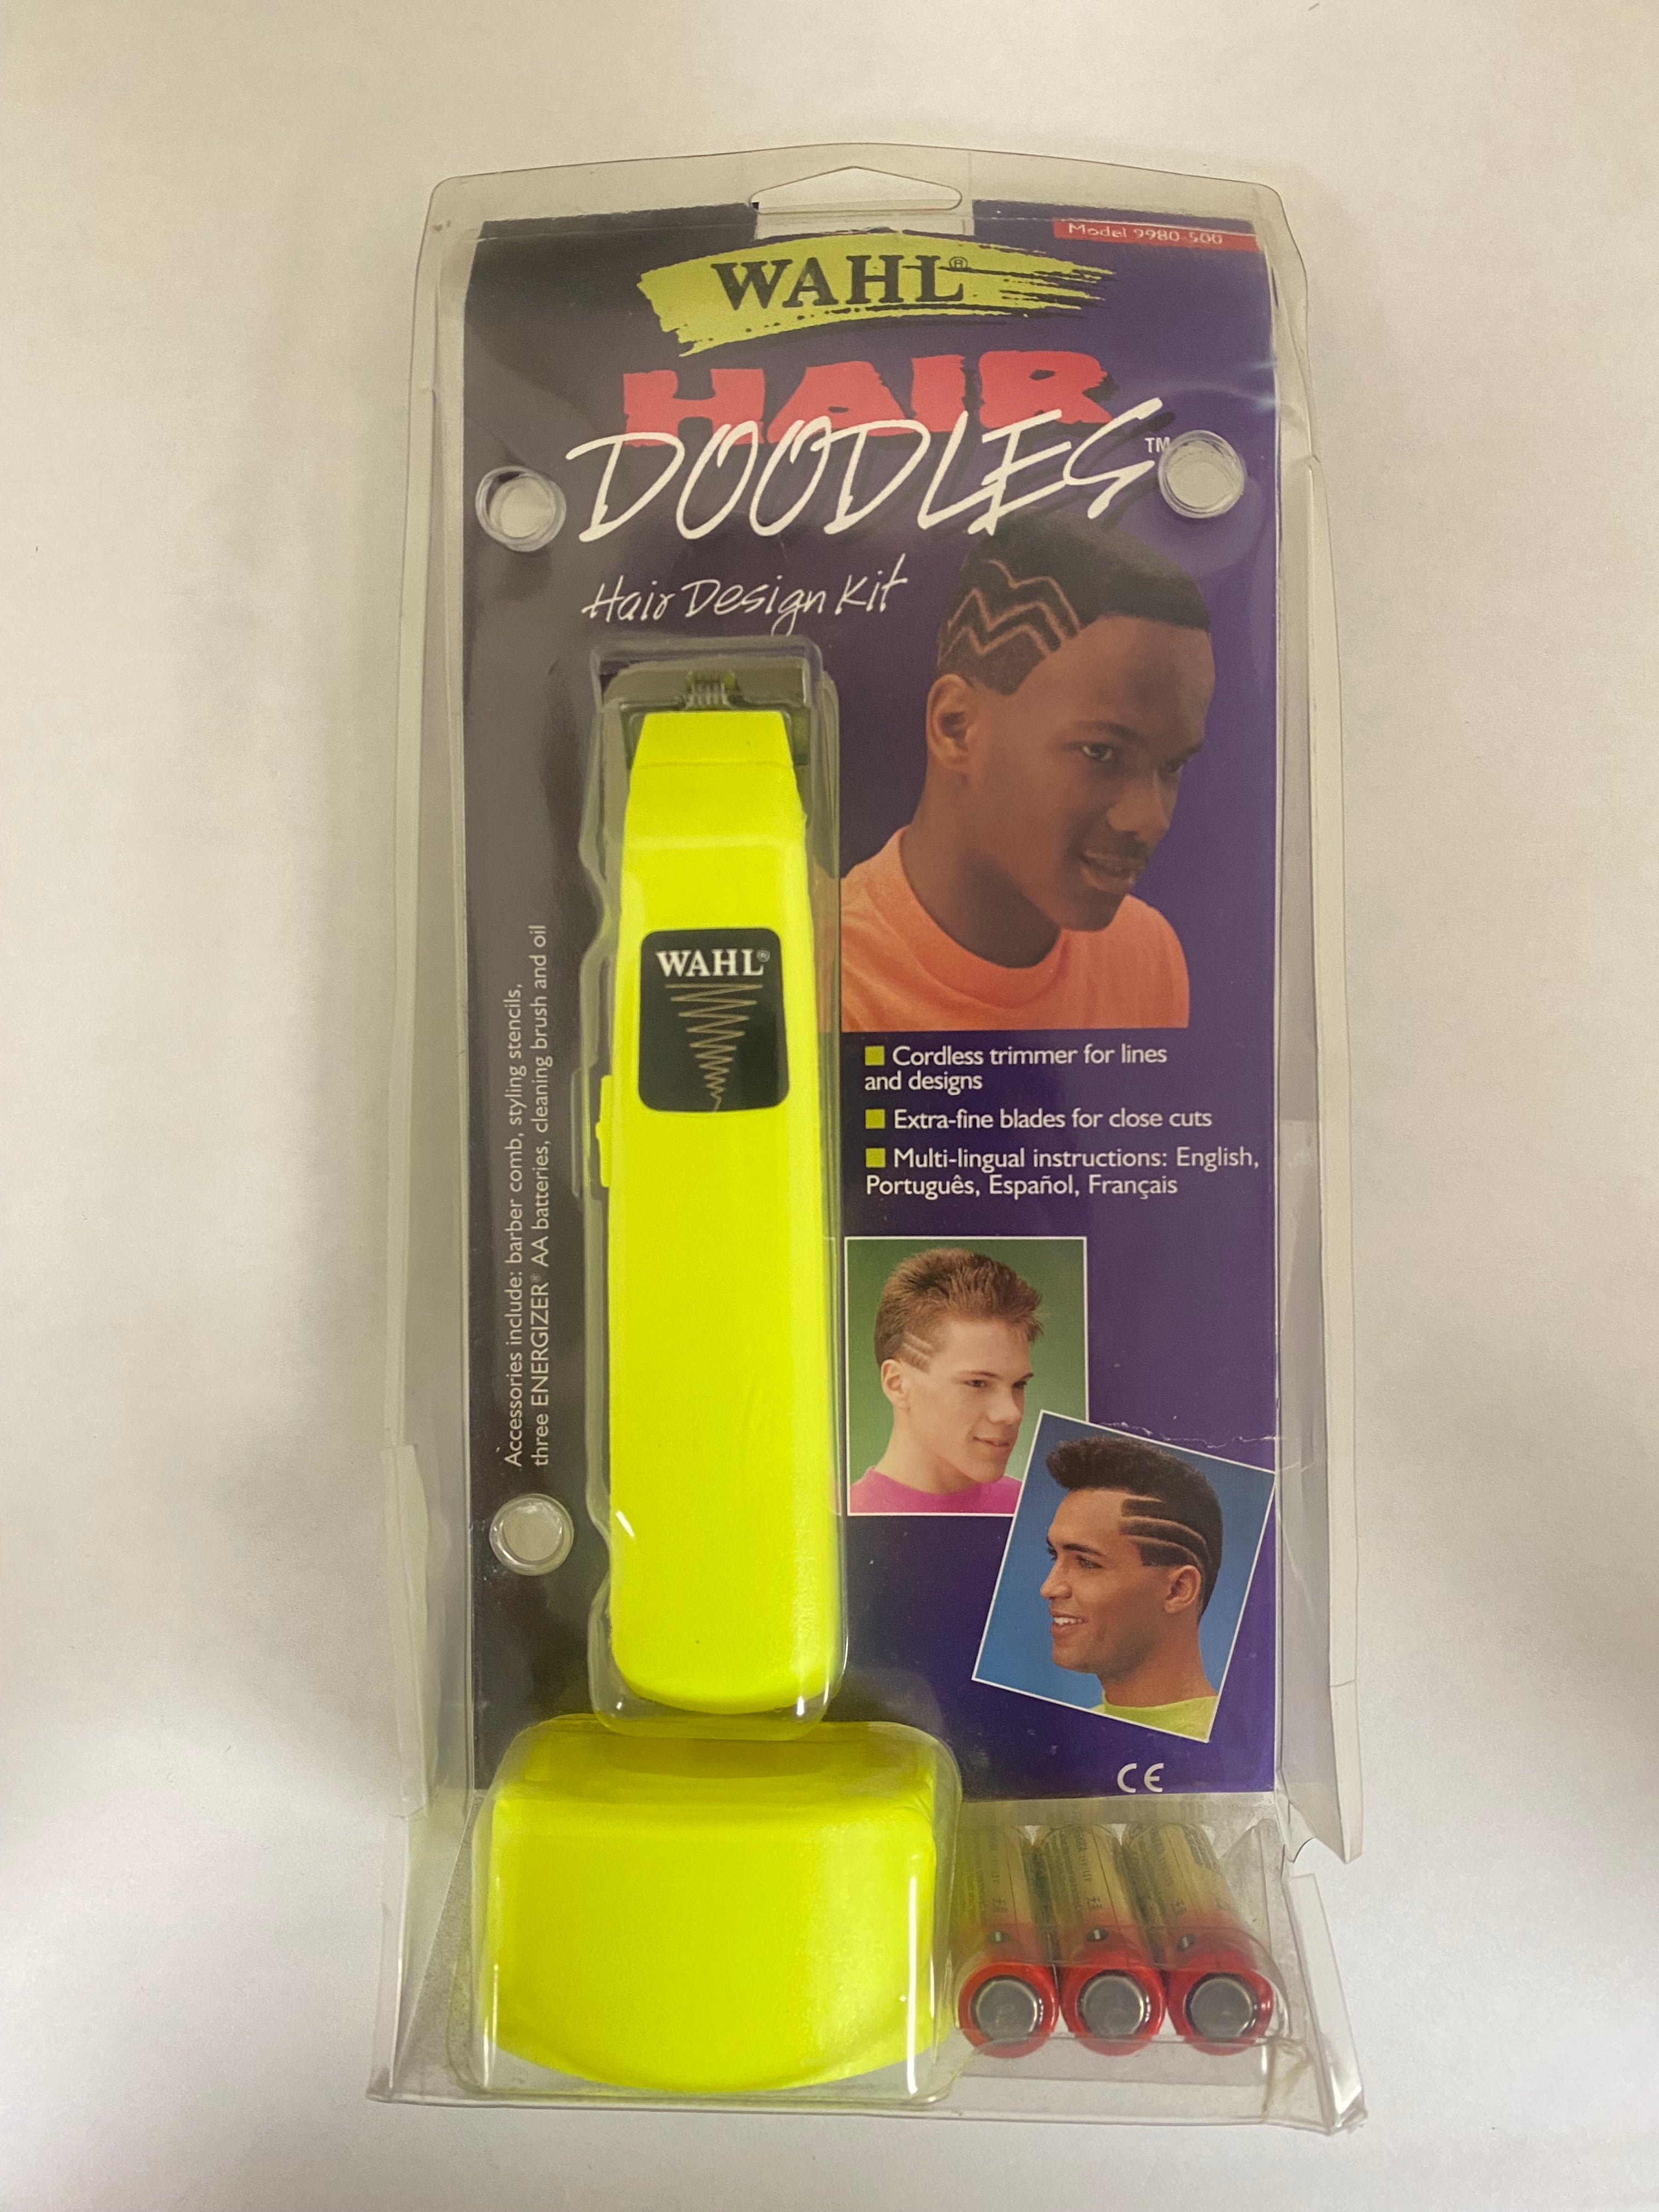 Model 9980-500
WAHL®
HAIR
DOODLES™
Hair Design Kit
WAHL®
Accessories include: barber comb, styling stencils,
three ENERGIZER® AA batteries, cleaning brush and oil
■ Cordless trimmer for lines
and designs
■ Extra-fine blades for close cuts
■ Multi-lingual instructions: English,
Português, Español, Français
CE